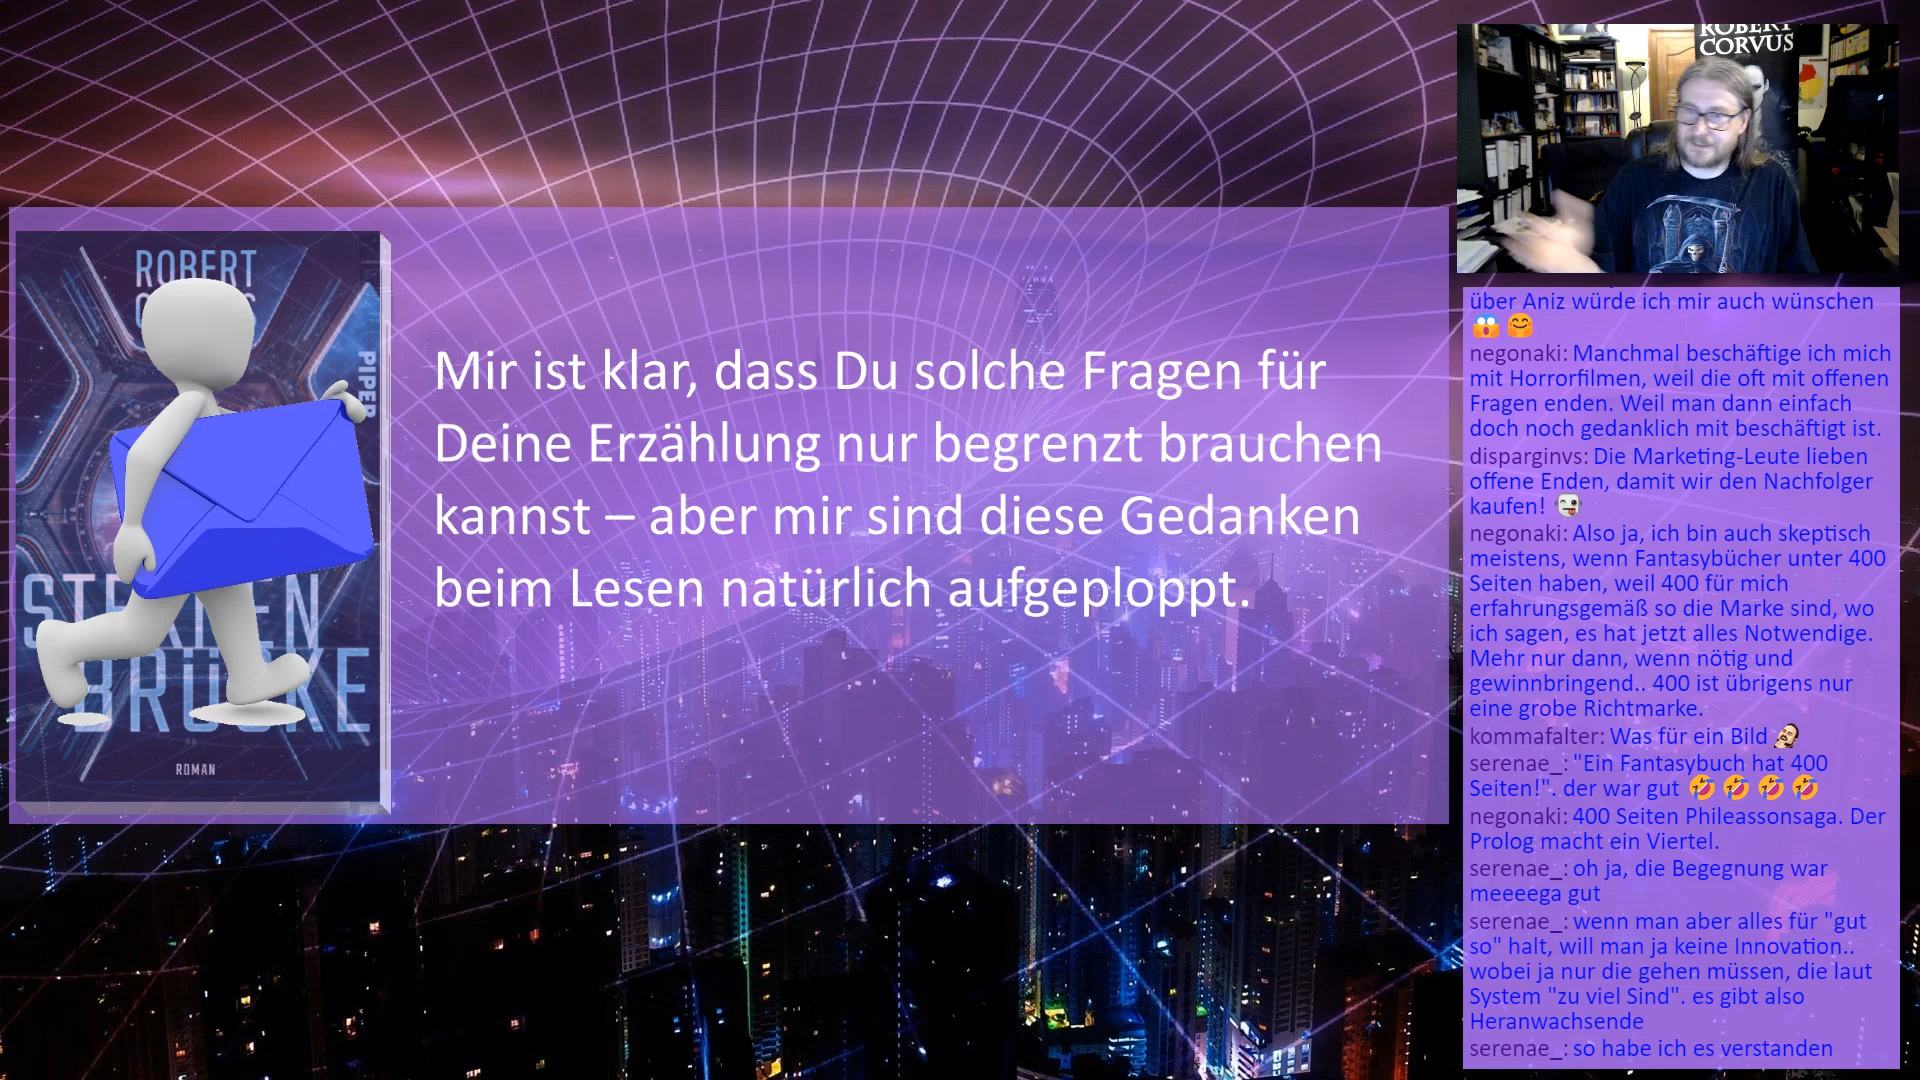 ROBERT
PIPER
BRÜCKE
ROMAN
Mir ist klar, dass Du solche Fragen für
Deine Erzählung nur begrenzt brauchen
kannst – aber mir sind diese Gedanken
beim Lesen natürlich aufgeploppt.
ROBERT
CORVUS
über Aniz würde ich mir auch wünschen
negonaki: Manchmal beschäftige ich mich
mit Horrorfilmen, weil die oft mit offenen
Fragen enden. Weil man dann einfach
doch noch gedanklich mit beschäftigt ist.
disparginvs: Die Marketing-Leute lieben
offene Enden, damit wir den Nachfolger
kaufen!
negonaki: Also ja, ich bin auch skeptisch
meistens, wenn Fantasybücher unter 400
Seiten haben, weil 400 für mich
erfahrungsgemäß so die Marke sind, wo
ich sagen, es hat jetzt alles Notwendige.
Mehr nur dann, wenn nötig und
gewinnbringend.. 400 ist übrigens nur
eine grobe Richtmarke.
kommafalter: Was für ein Bild
serenae_: "Ein Fantasybuch hat 400
Seiten!". der war gut
negonaki: 400 Seiten Phileassonsaga. Der
Prolog macht ein Viertel.
serenae_: oh ja, die Begegnung war
meeeega gut
serenae_: wenn man aber alles für "gut
so" halt, will man ja keine Innovation..
wobei ja nur die gehen müssen, die laut
System "zu viel Sind". es gibt also
Heranwachsende
serenae_: so habe ich es verstanden